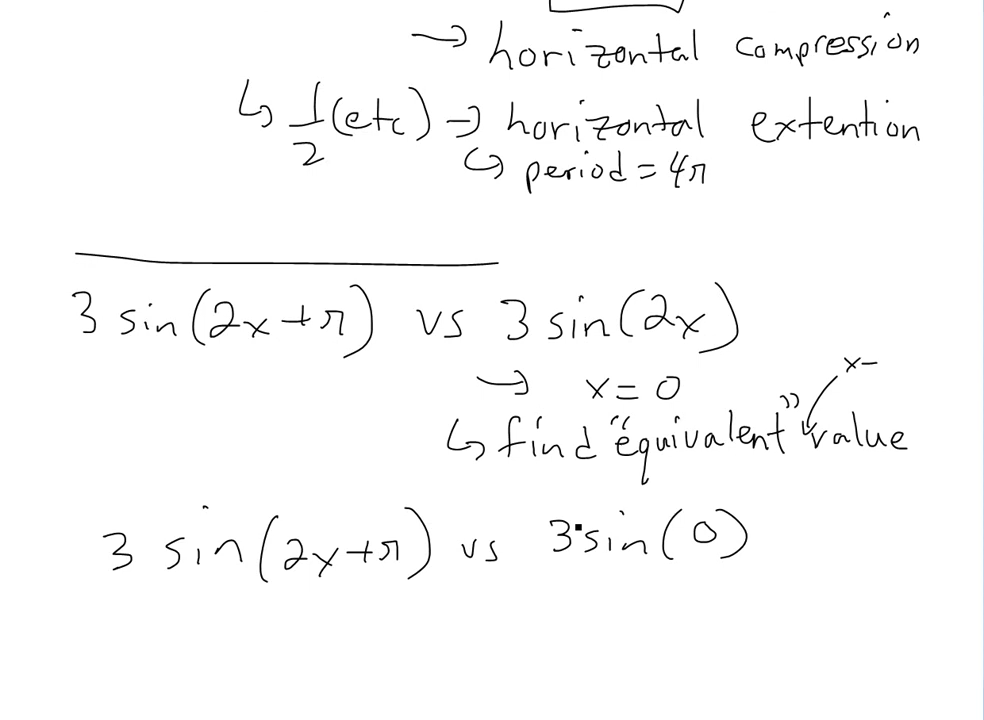 → horizontal compression
↳ 1/2(etc) → horizontal extention
↳ period = 4π
3 sin(2x+π) vs 3 sin(2x)
→ x = 0
x-
↳ find "equivalent" value
3 sin(2x+π) vs 3 sin(0)